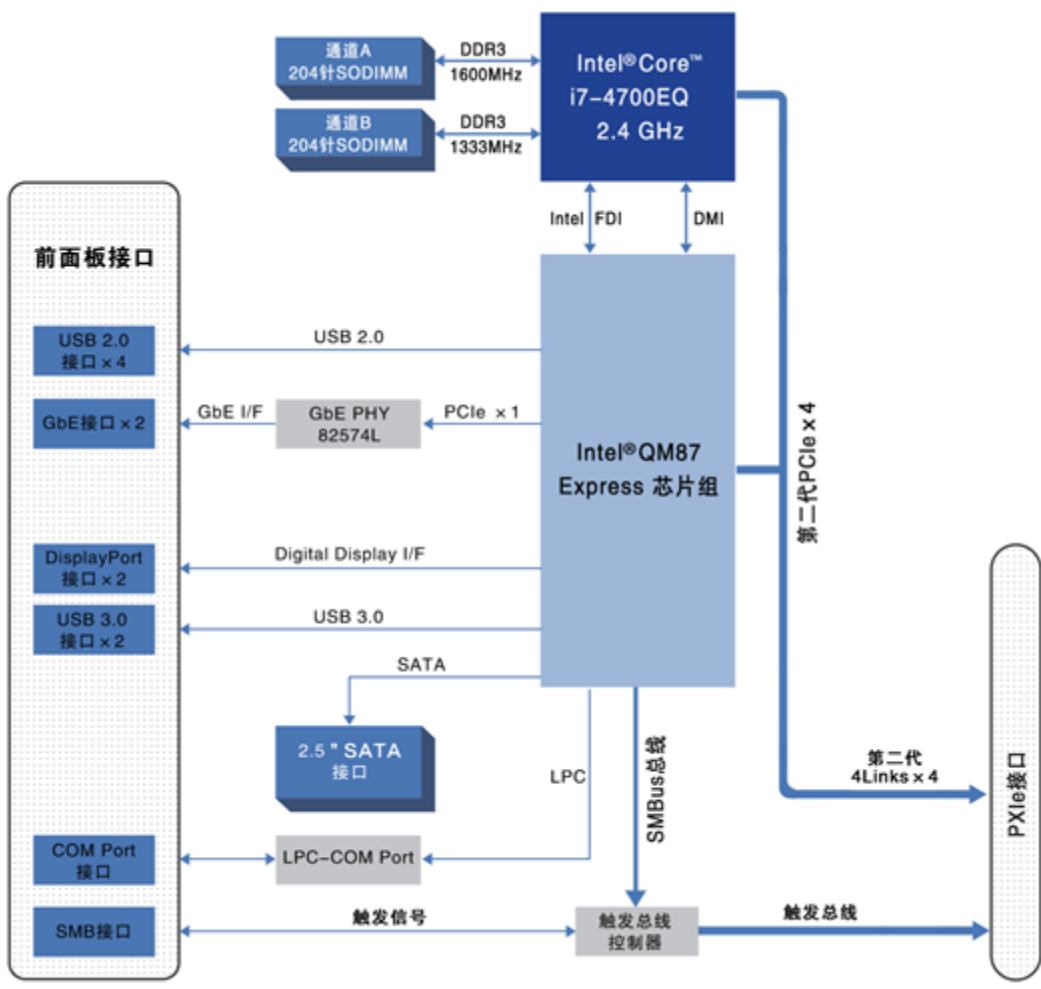 通道A
204针SODIMM
DDR3
1600MHz
Intel®Core™
i7-4700EQ
2.4 GHz
通道B
204针SODIMM
DDR3
1333MHz
Intel FDI
DMI
前面板接口
USB 2.0
接口×4
USB 2.0
GbE接口×2
GbE I/F
GbE PHY
82574L
PCIe ×1
Intel®QM87
Express 芯片组
第二代PCIe×4
DisplayPort
接口×2
Digital Display I/F
USB 3.0
接口×2
USB 3.0
SATA
2.5＂SATA
接口
LPC
SMBus总线
第二代
4Links×4
PXIe接口
COM Port
接口
LPC-COM Port
SMB接口
触发信号
触发总线
控制器
触发总线